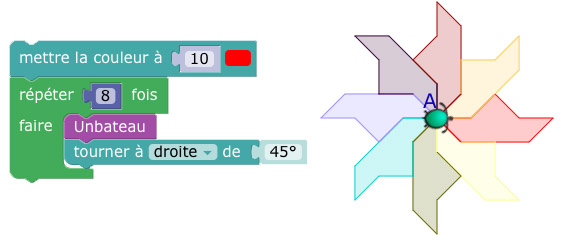 mettre la couleur à 10
répéter 8 fois
faire Unbateau
tourner à droite de 45°
A